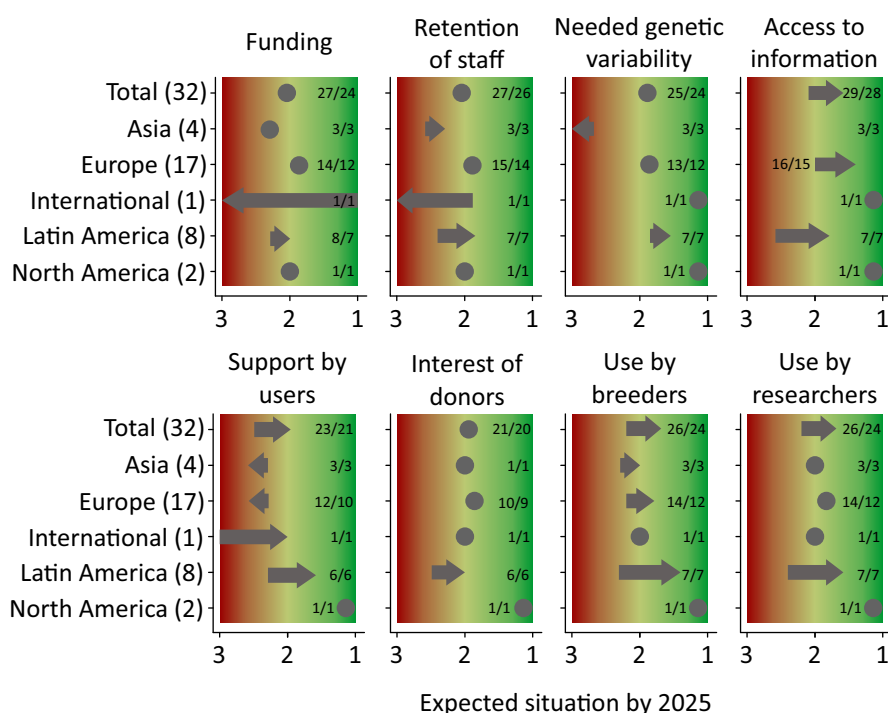 Funding
Retention
of staff
Needed genetic
variability
Access to
information
Total (32)
27/24
27/26
25/24
29/28
Asia (4)
3/3
3/3
3/3
3/3
Europe (17)
14/12
15/14
13/12
16/15
International (1)
1/1
1/1
1/1
1/1
Latin America (8)
8/7
7/7
7/7
7/7
North America (2)
1/1
1/1
1/1
1/1
3 2 1
3 2 1
3 2 1
3 2 1
Support by
users
Interest of
donors
Use by
breeders
Use by
researchers
Total (32)
23/21
21/20
26/24
26/24
Asia (4)
3/3
1/1
3/3
3/3
Europe (17)
12/10
10/9
14/12
14/12
International (1)
1/1
1/1
1/1
1/1
Latin America (8)
6/6
6/6
7/7
7/7
North America (2)
1/1
1/1
1/1
1/1
3 2 1
3 2 1
3 2 1
3 2 1
Expected situation by 2025